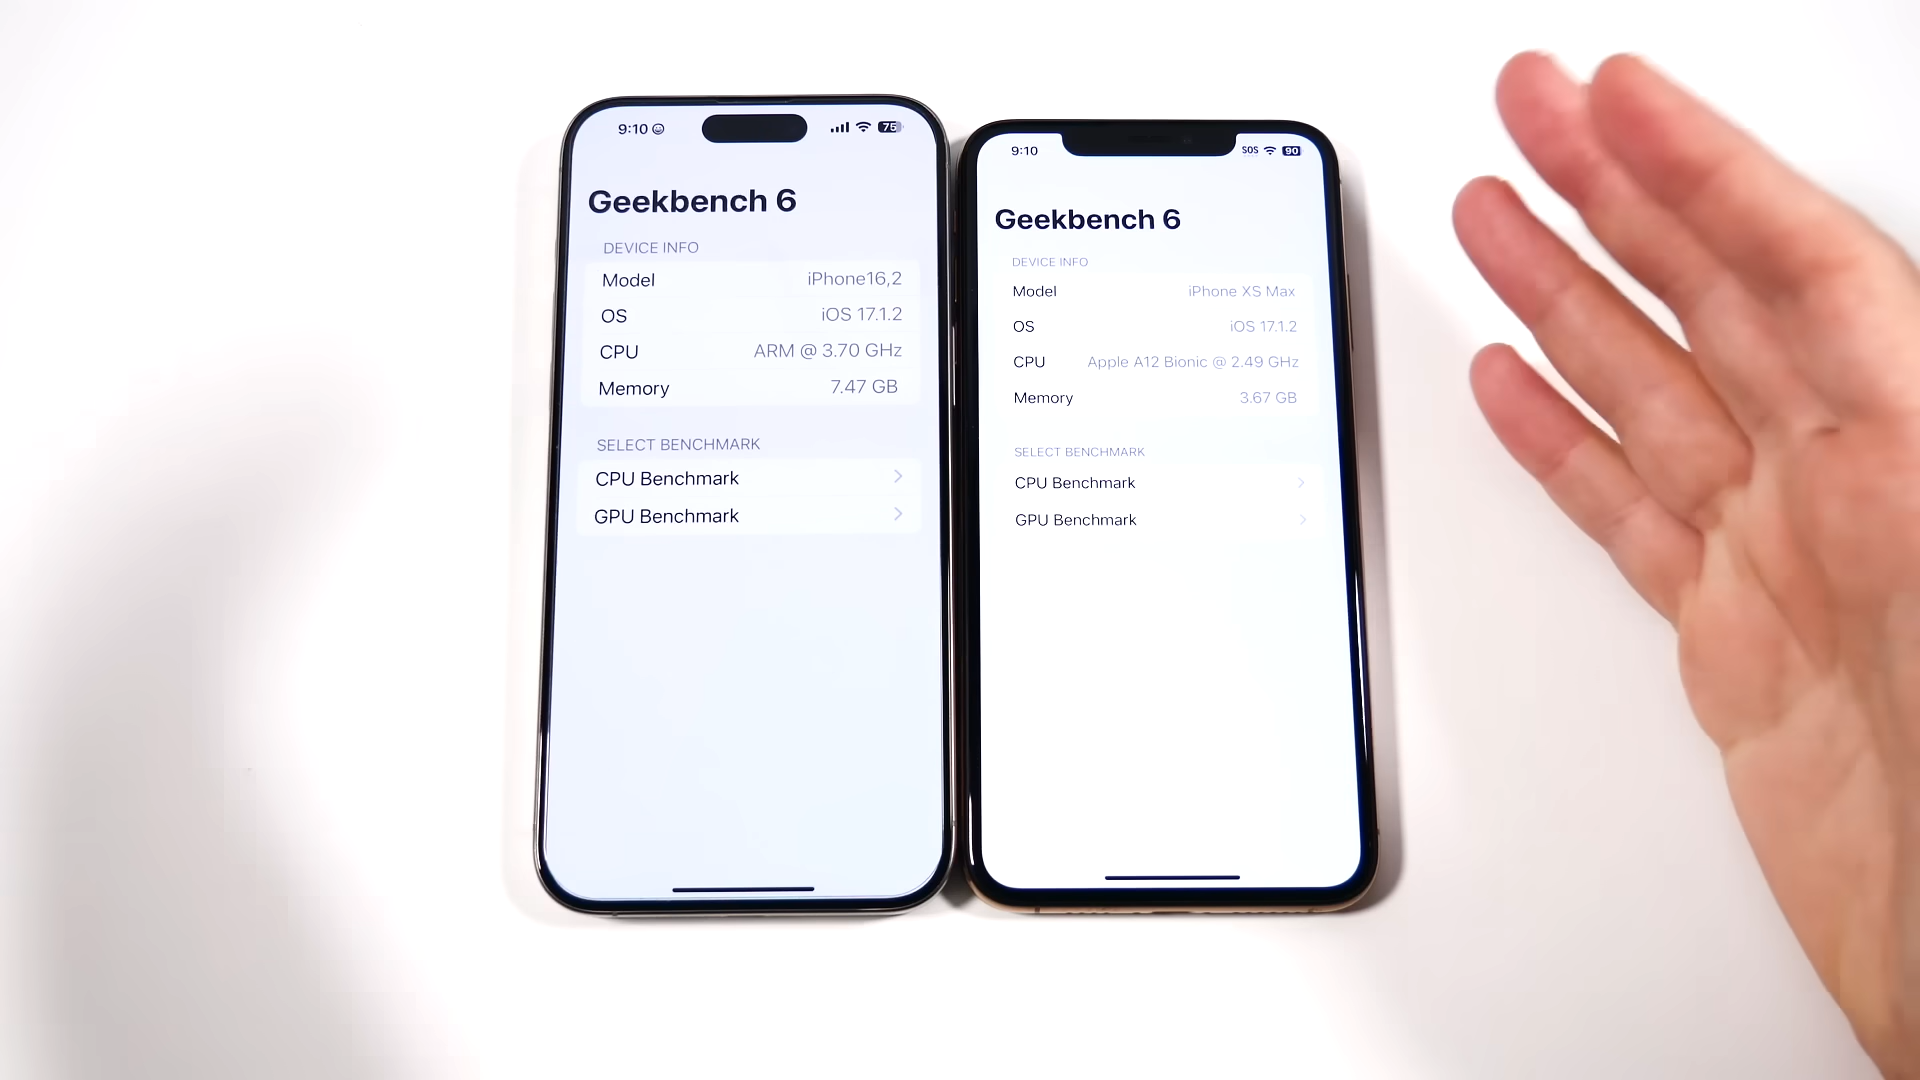 9:10
75
Geekbench 6
DEVICE INFO
Model iPhone16,2
OS iOS 17.1.2
CPU ARM @ 3.70 GHz
Memory 7.47 GB
SELECT BENCHMARK
CPU Benchmark
GPU Benchmark
9:10
SOS 90
Geekbench 6
DEVICE INFO
Model iPhone XS Max
OS iOS 17.1.2
CPU Apple A12 Bionic @ 2.49 GHz
Memory 3.67 GB
SELECT BENCHMARK
CPU Benchmark
GPU Benchmark